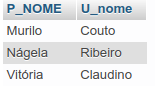 P_NOME U_nome
Murilo Couto
Nágela Ribeiro
Vitória Claudino